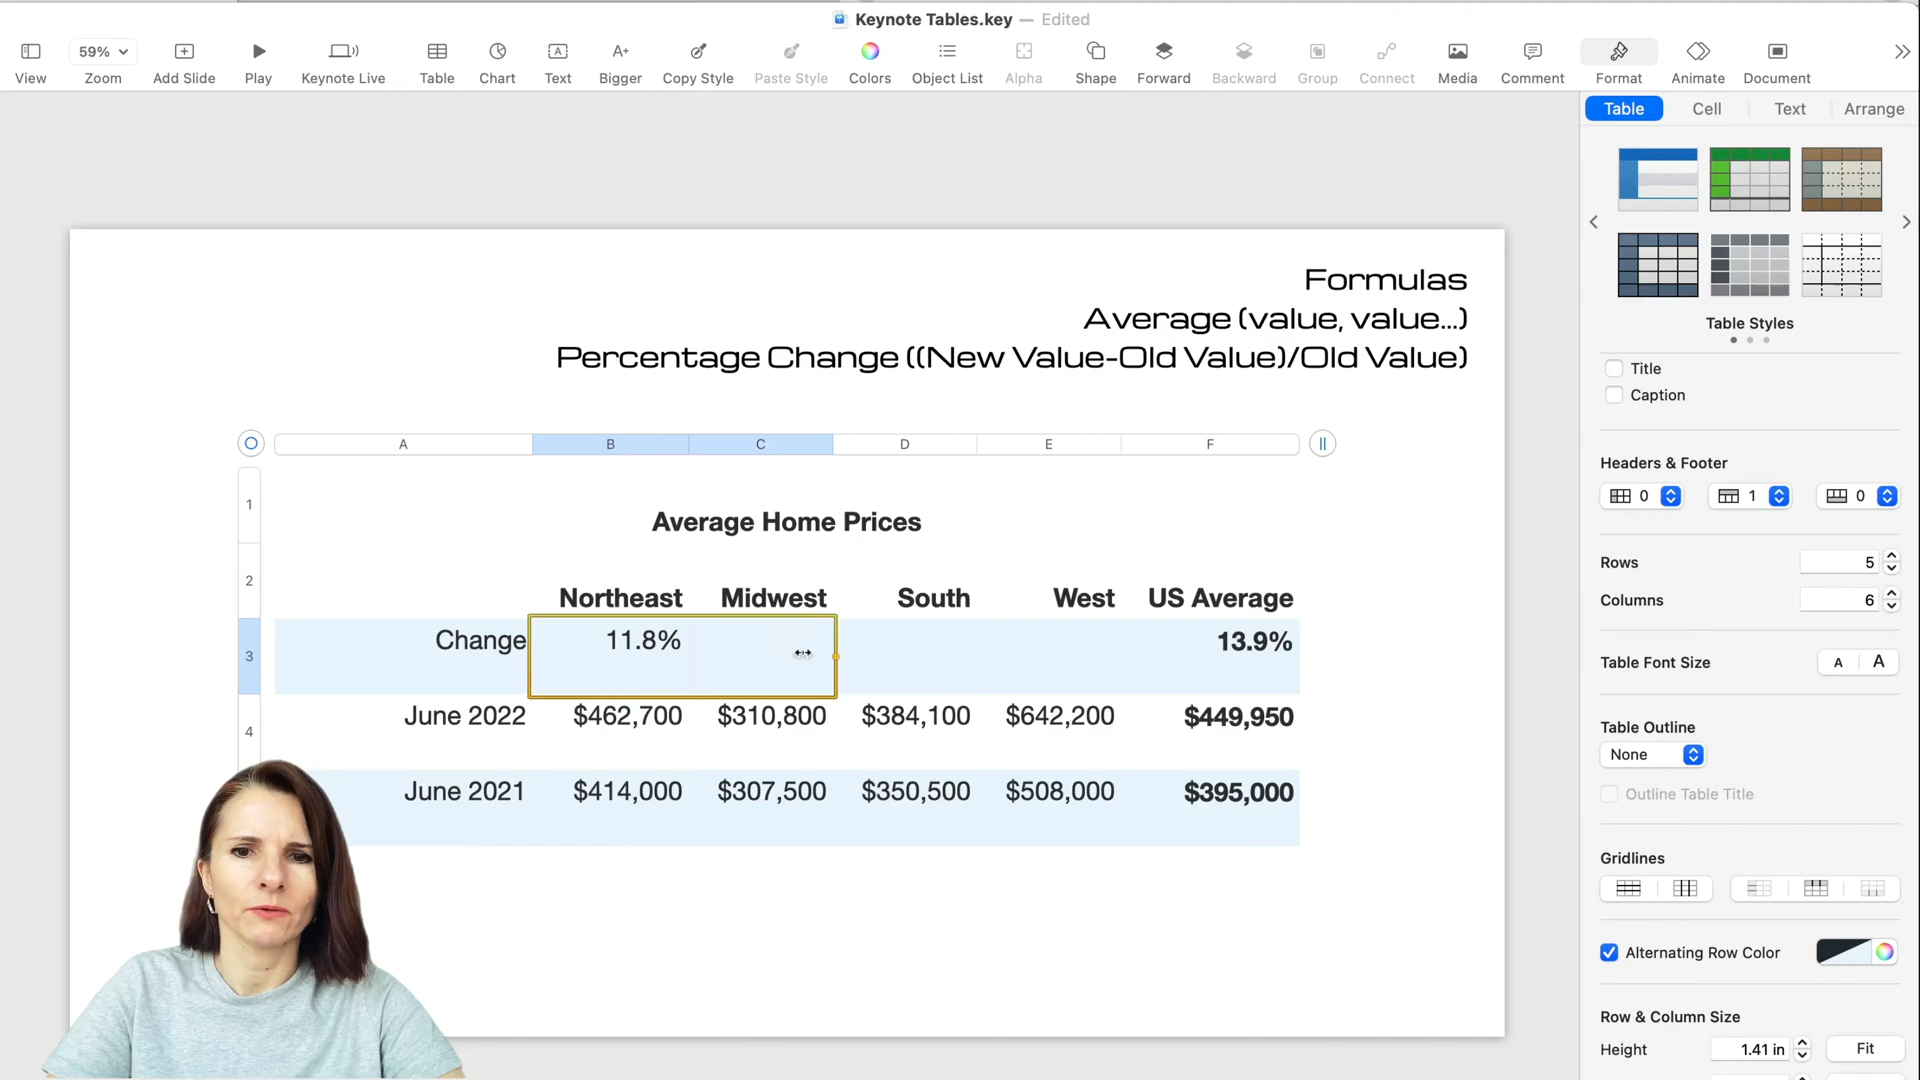 Keynote Tables.key — Edited
View
59%
Zoom
Add Slide
Play
Keynote Live
Table
Chart
Text
Bigger
Copy Style
Paste Style
Colors
Object List
Alpha
Shape
Forward
Backward
Group
Connect
Media
Comment
Format
Animate
Document
Table Cell Text Arrange
Table Styles
Title
Caption
Headers & Footer
0 1 0
Rows 5
Columns 6
Table Font Size A A
Table Outline
None
Outline Table Title
Gridlines
Alternating Row Color
Row & Column Size
Height 1.41 in Fit
Formulas
Average (value, value...)
Percentage Change ((New Value-Old Value)/Old Value)
A B C D E F
1
Average Home Prices
2
Northeast Midwest South West US Average
3
Change 11.8% 13.9%
4
June 2022 $462,700 $310,800 $384,100 $642,200 $449,950
June 2021 $414,000 $307,500 $350,500 $508,000 $395,000